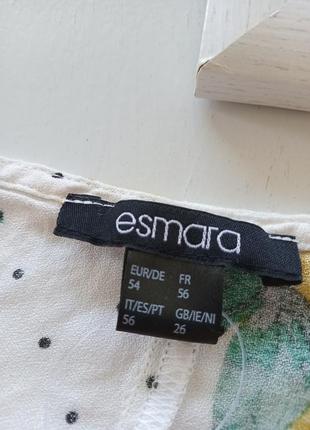 esmara
EUR/DE FR
54 56
IT/ES/PT GB/IE/NI
56 26